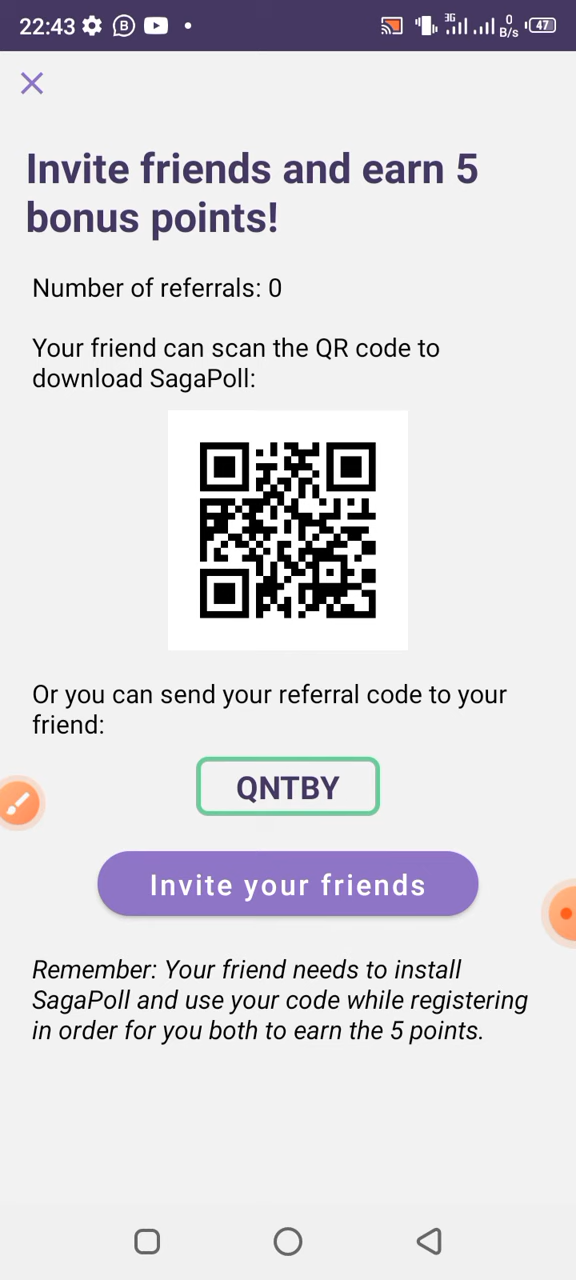 22:43 B 3G 0 B/s 47
Invite friends and earn 5
bonus points!
Number of referrals: 0
Your friend can scan the QR code to
download SagaPoll:
Or you can send your referral code to your
friend:
QNTBY
Invite your friends
Remember: Your friend needs to install
SagaPoll and use your code while registering
in order for you both to earn the 5 points.